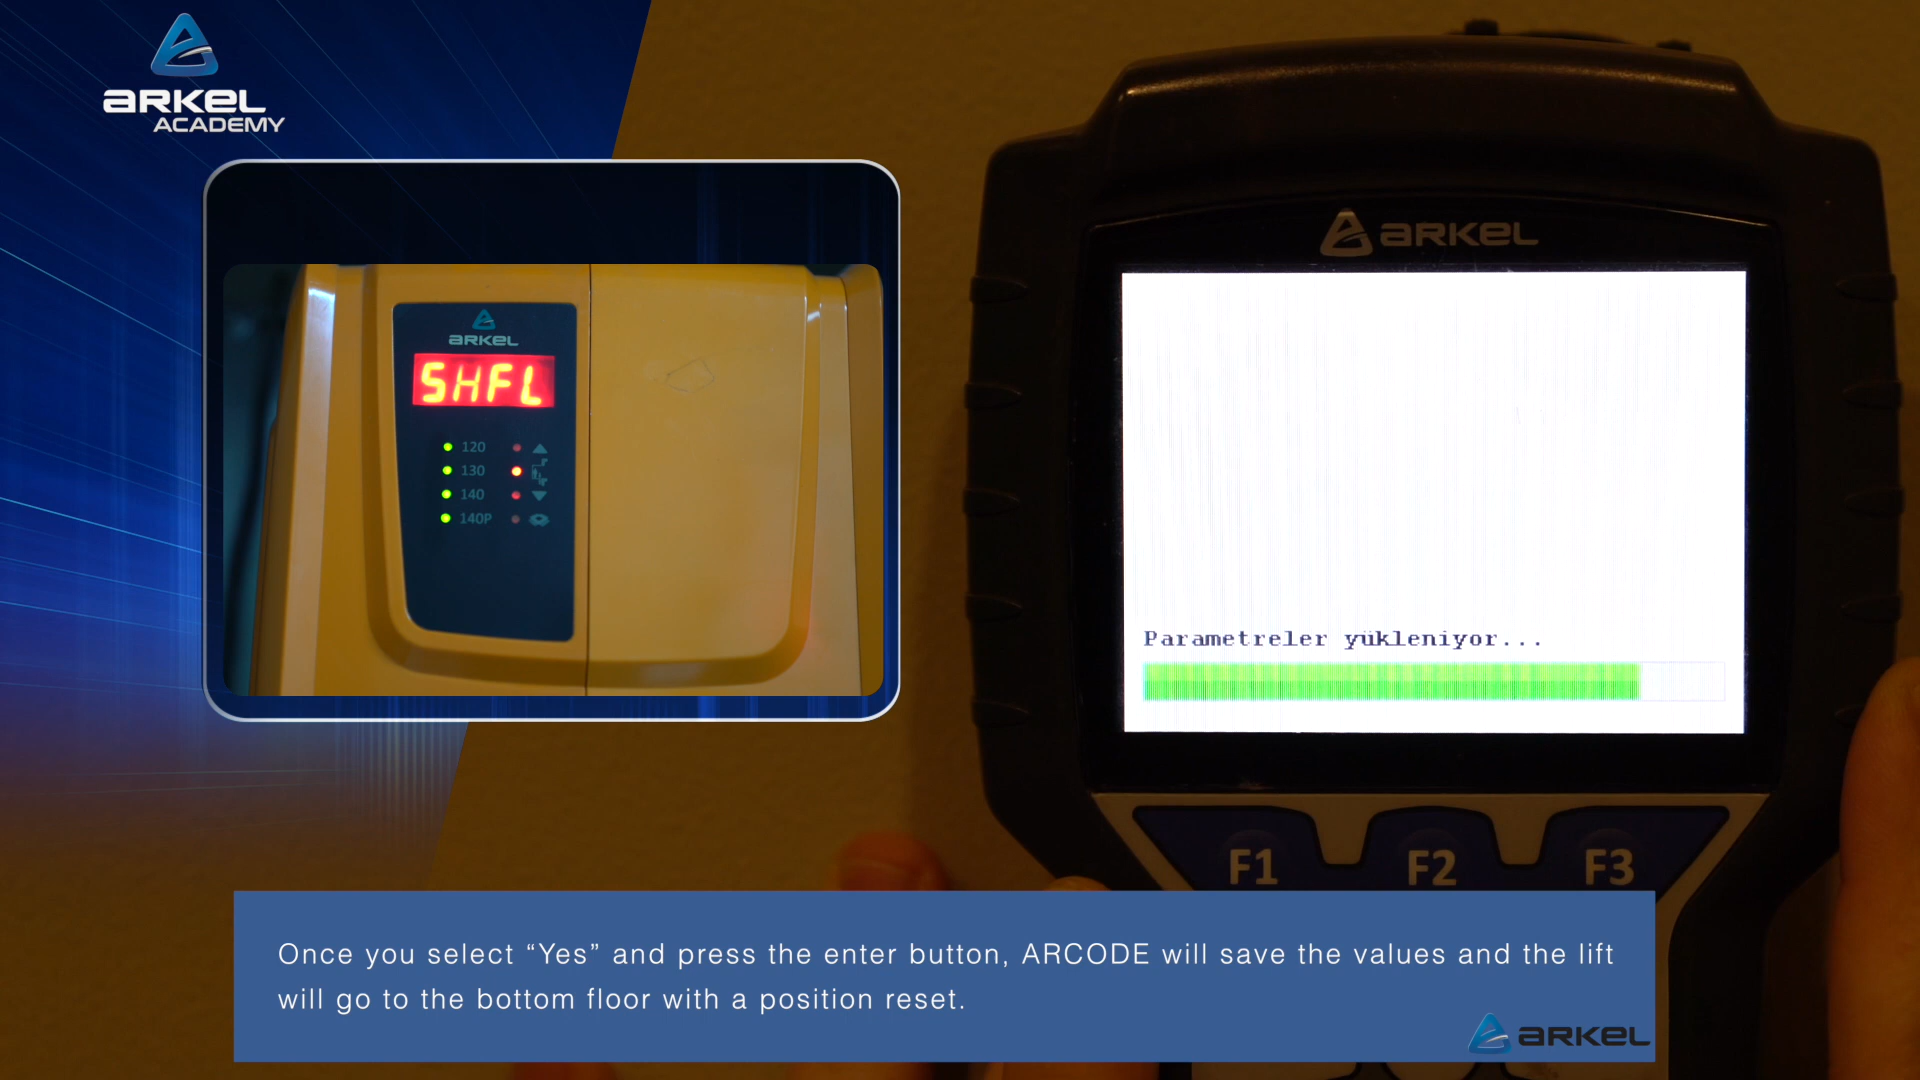 ARKEL
ACADEMY
ARKEL
SHFL
120
130
140
140P
ARKEL
Parametreler yükleniyor...
F1 F2 F3
Once you select “Yes” and press the enter button, ARCODE will save the values and the lift
will go to the bottom floor with a position reset.
ARKEL